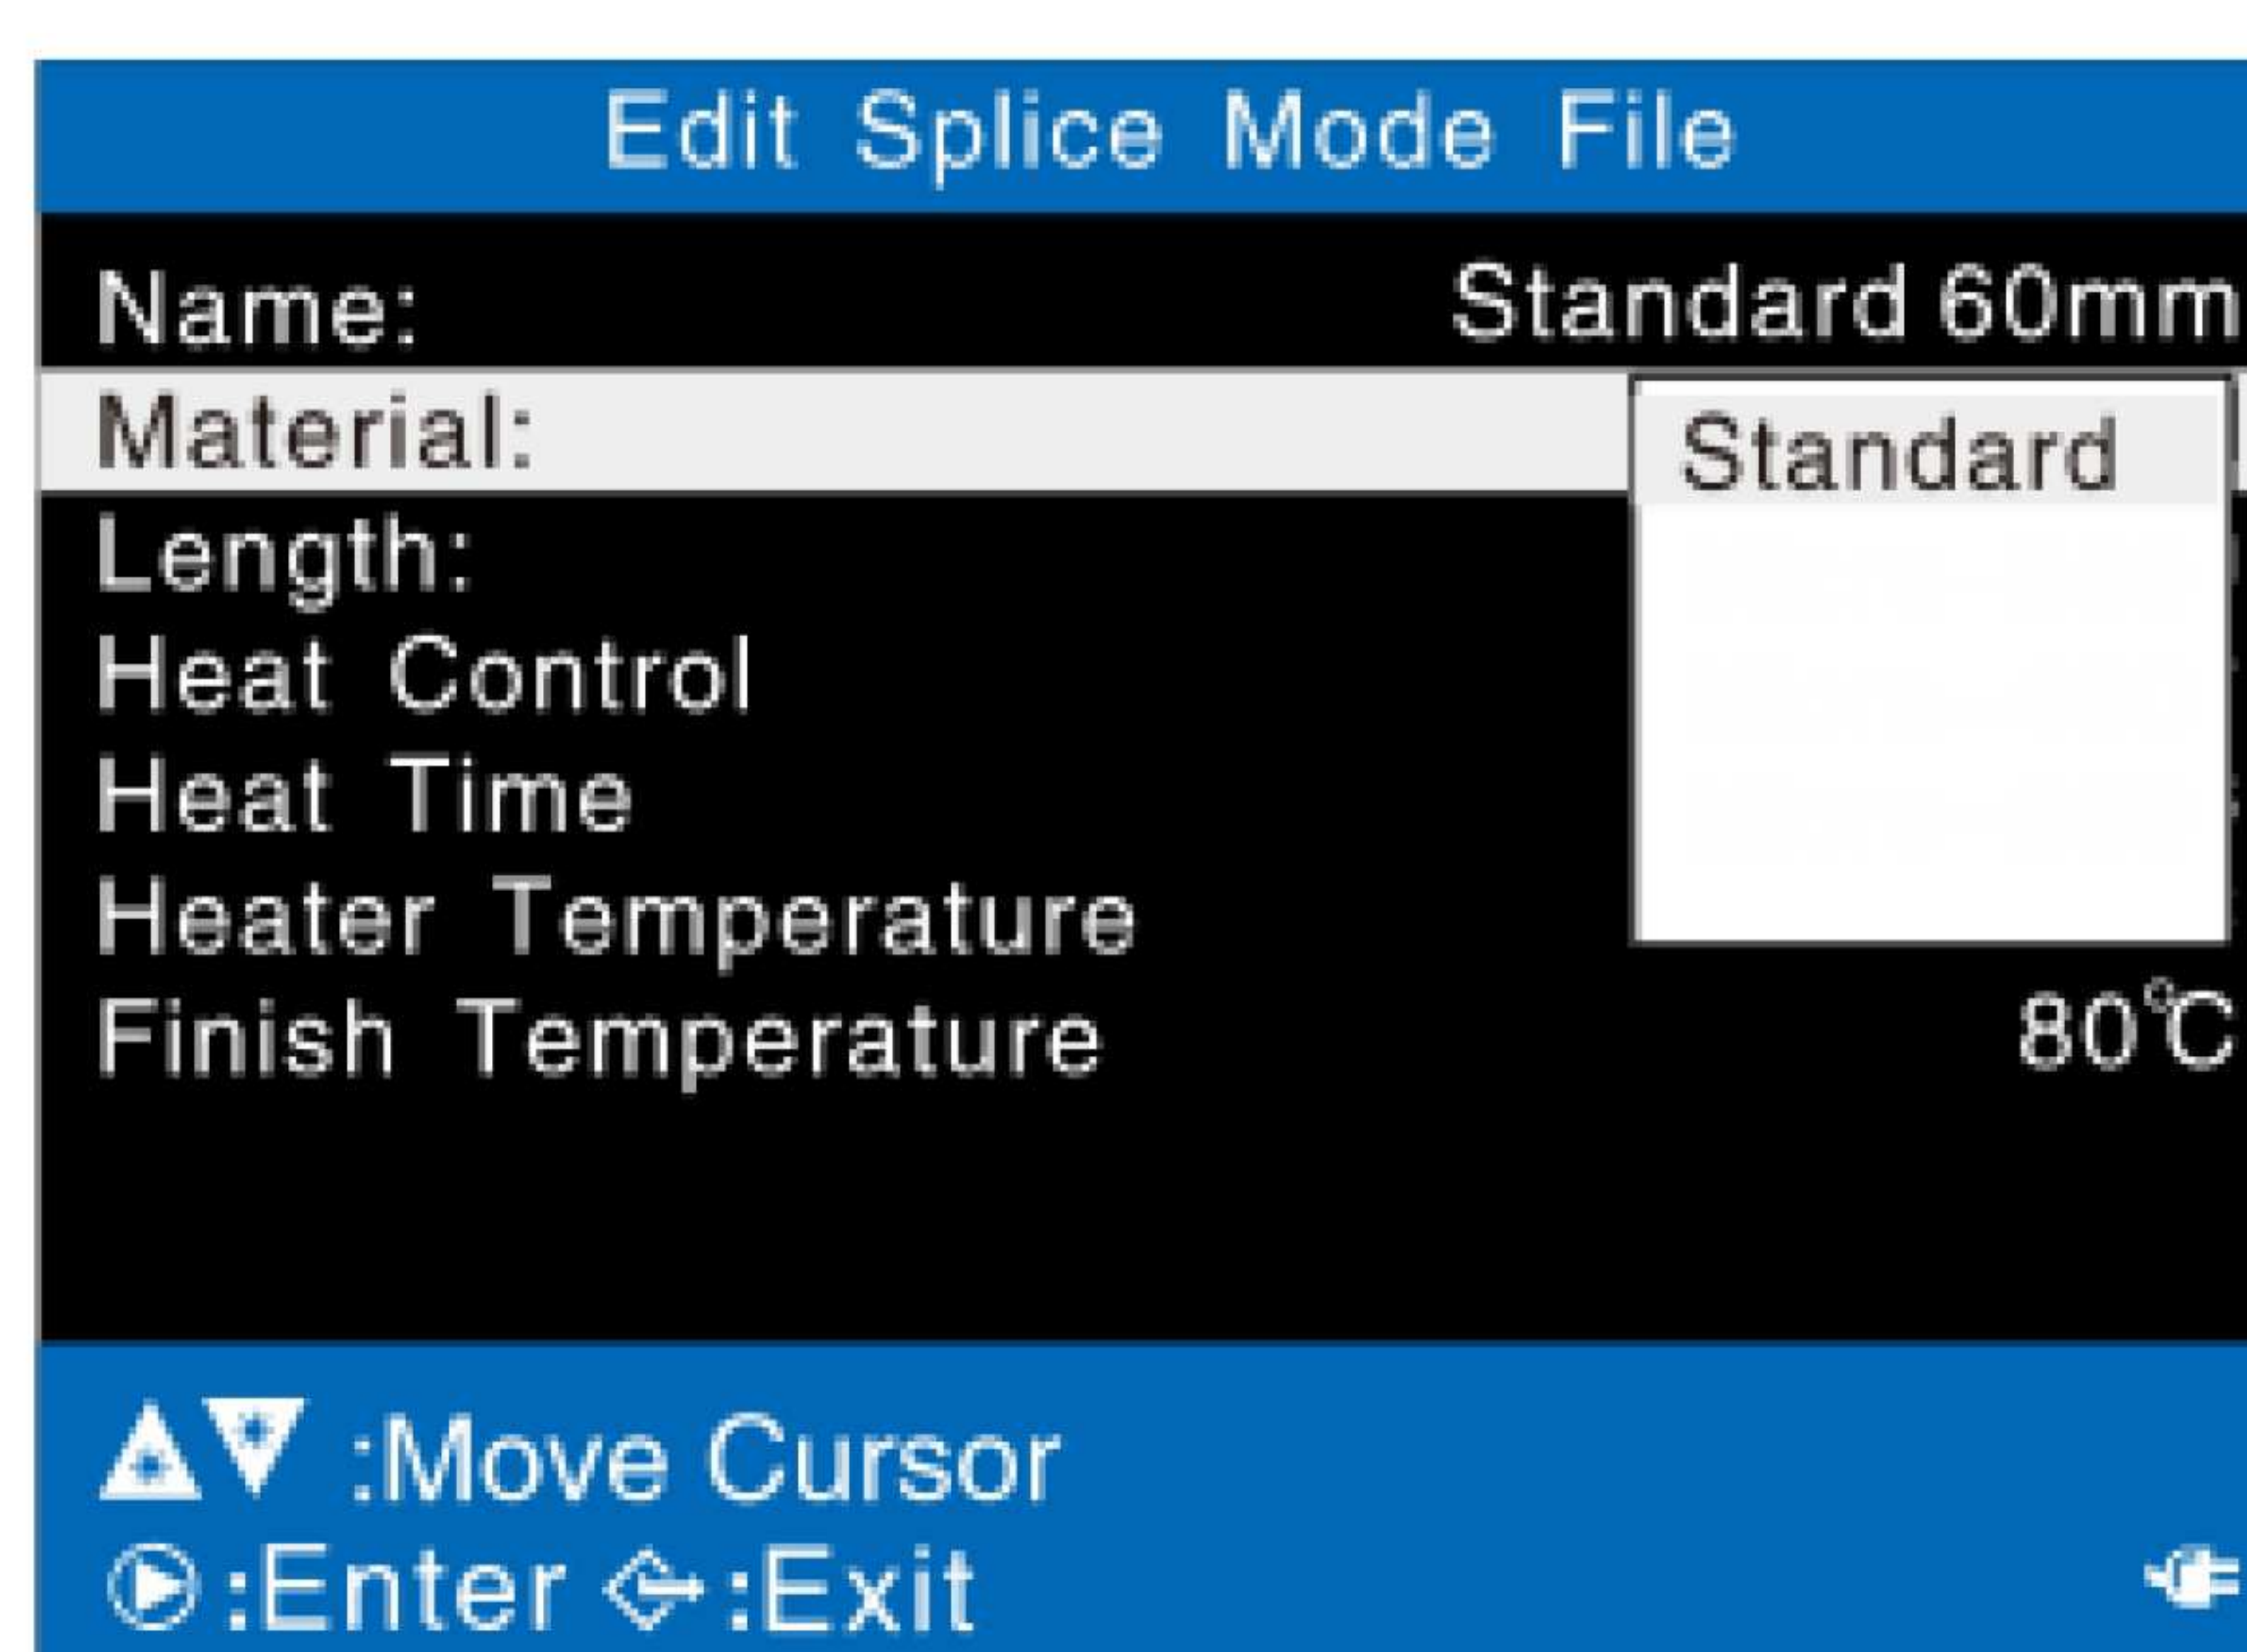 Edit Splice Mode File
Name: Standard 60mm
Material: Standard
Length:
Heat Control
Heat Time
Heater Temperature
Finish Temperature 80℃
:Move Cursor
:Enter :Exit